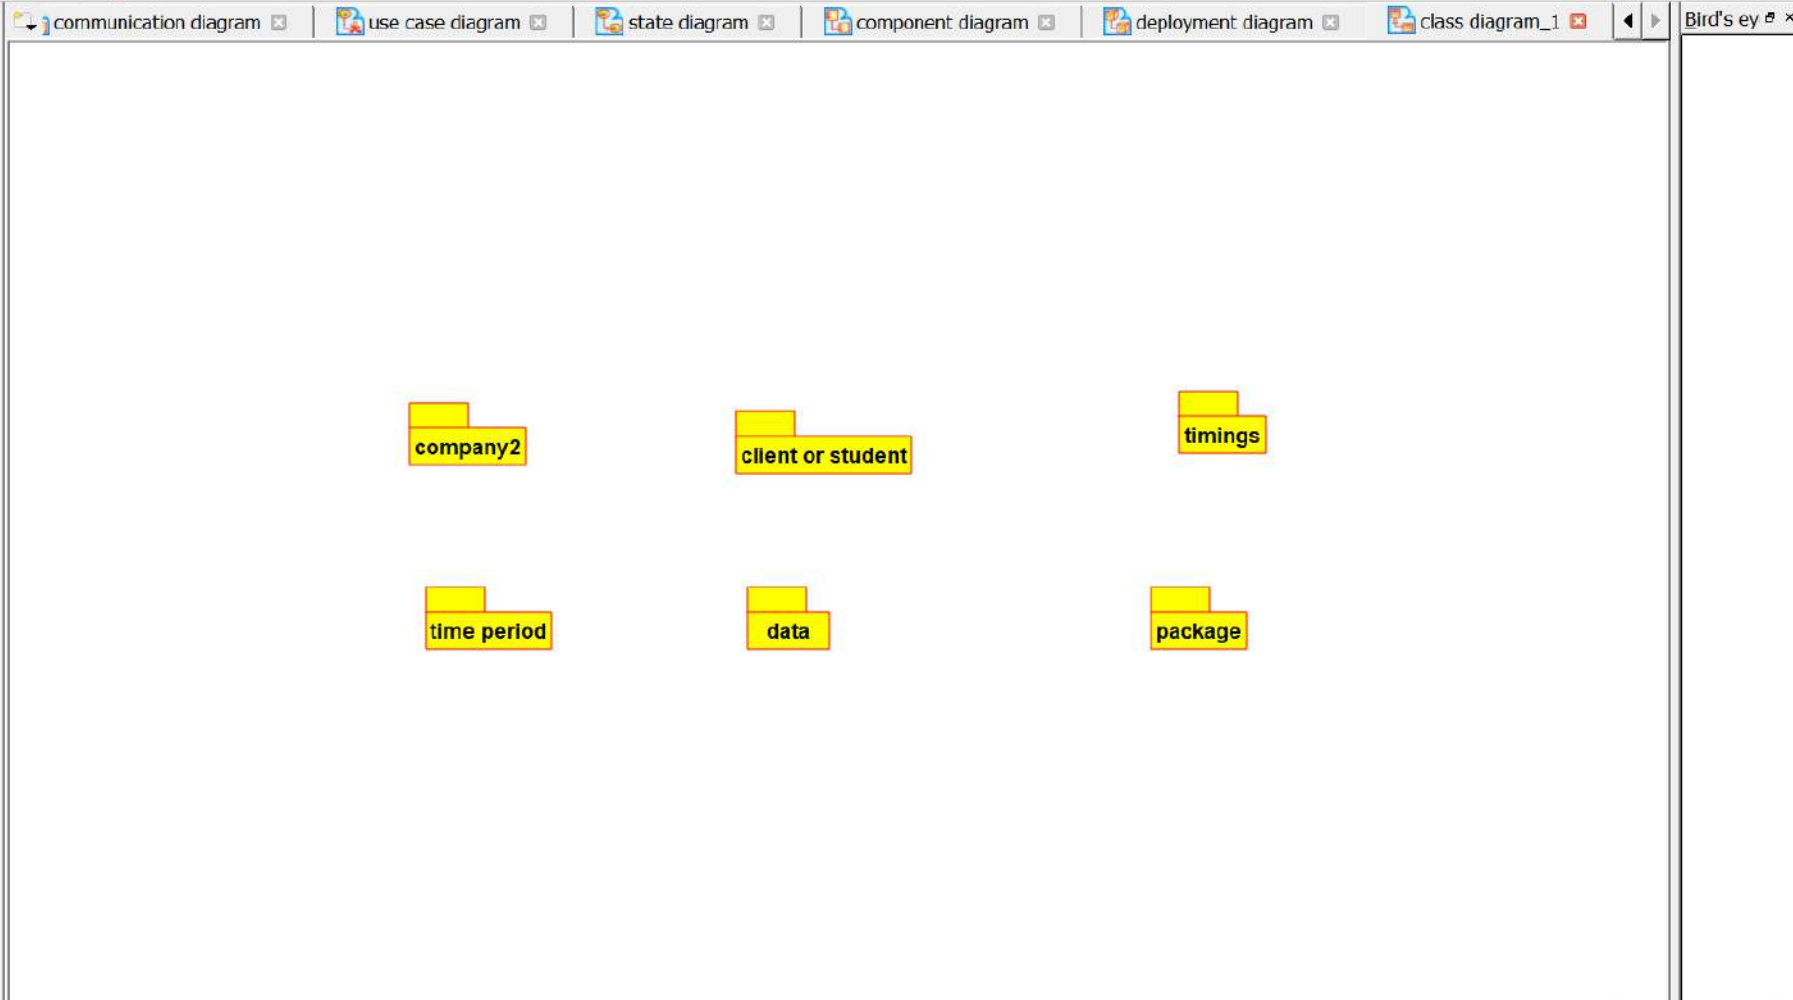 communication diagram
use case diagram
state diagram
component diagram
deployment diagram
class diagram_1
Bird's ey
company2
client or student
timings
time period
data
package